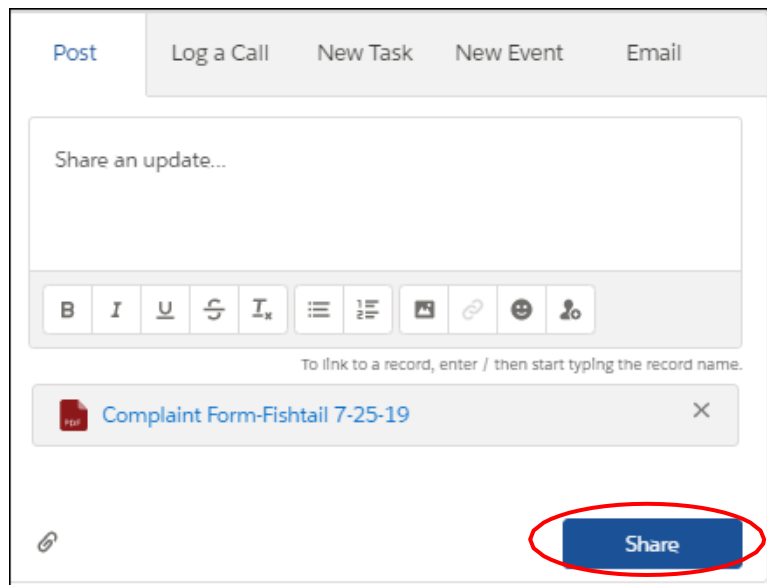 Post Log a Call New Task New Event Email
Share an update...
B I U S Tx
To link to a record, enter / then start typing the record name.
PDF Complaint Form-Fishtail 7-25-19
Share